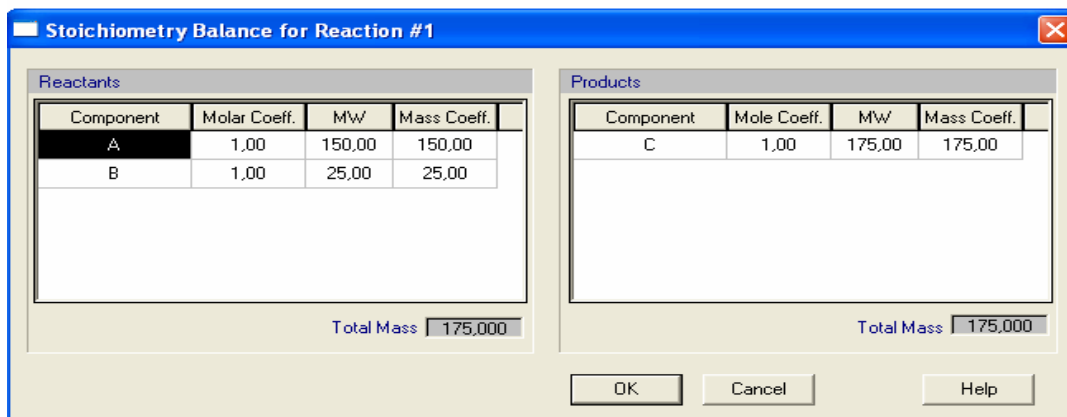 Stoichiometry Balance for Reaction #1
Reactants
Component Molar Coeff. MW Mass Coeff.
A 1,00 150,00 150,00
B 1,00 25,00 25,00
Total Mass 175,000
Products
Component Mole Coeff. MW Mass Coeff.
C 1,00 175,00 175,00
Total Mass 175,000
OK Cancel Help